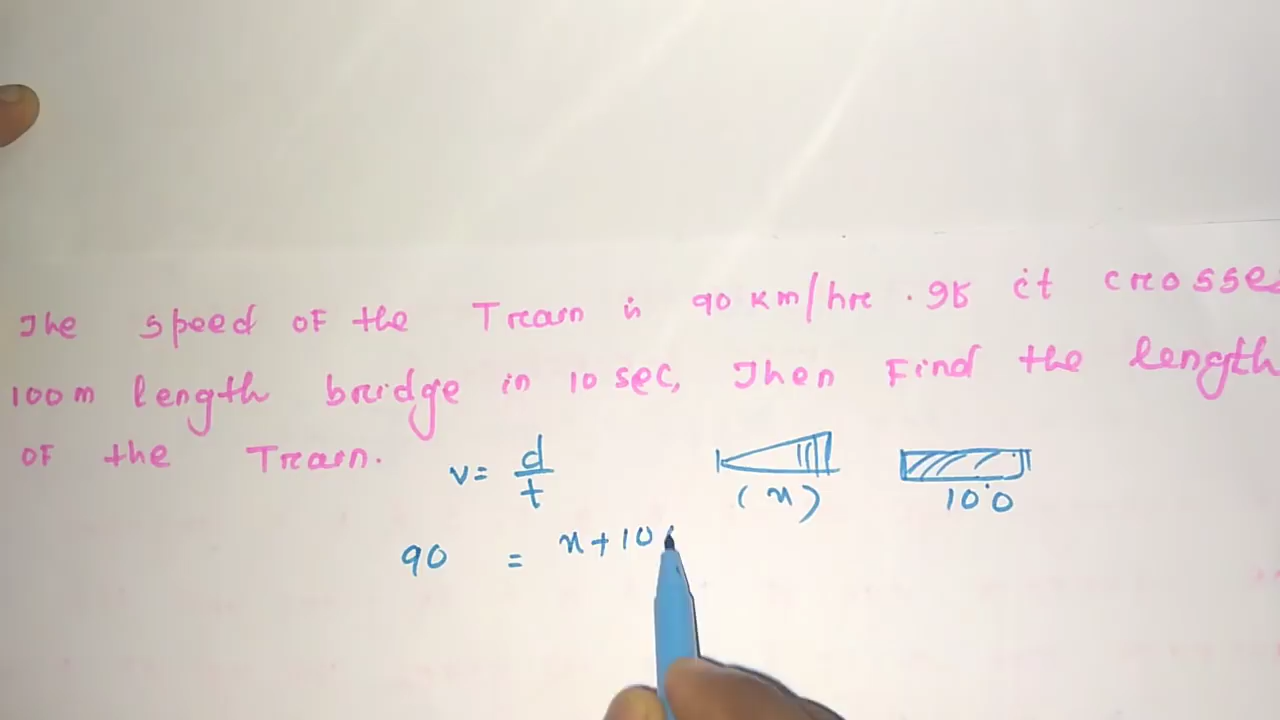 The speed of the Train is 90 km/hr . If it crosse
100m length bridge in 10 sec, Then Find the length
of the Train.
v = d/t
(x)
100
90 = x + 10